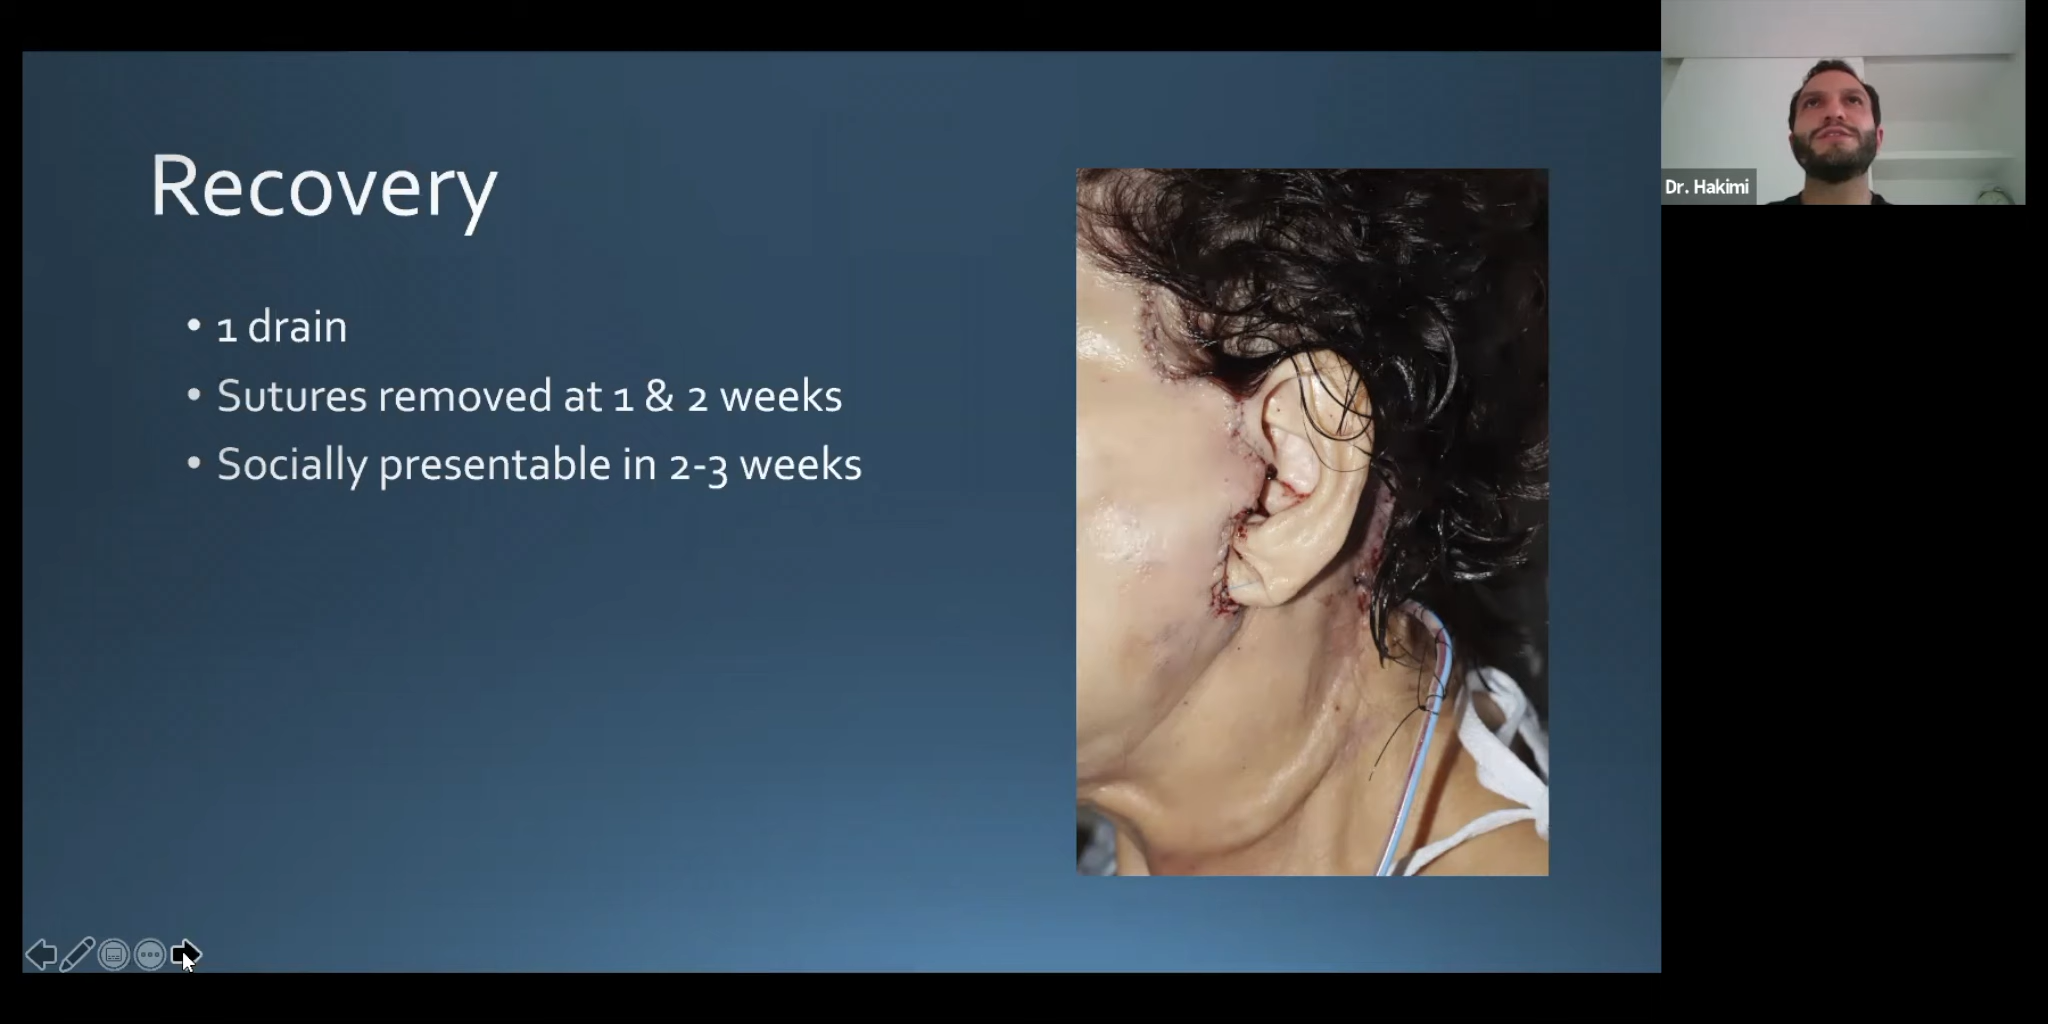 Recovery
• 1 drain
• Sutures removed at 1 & 2 weeks
• Socially presentable in 2-3 weeks
Dr. Hakimi